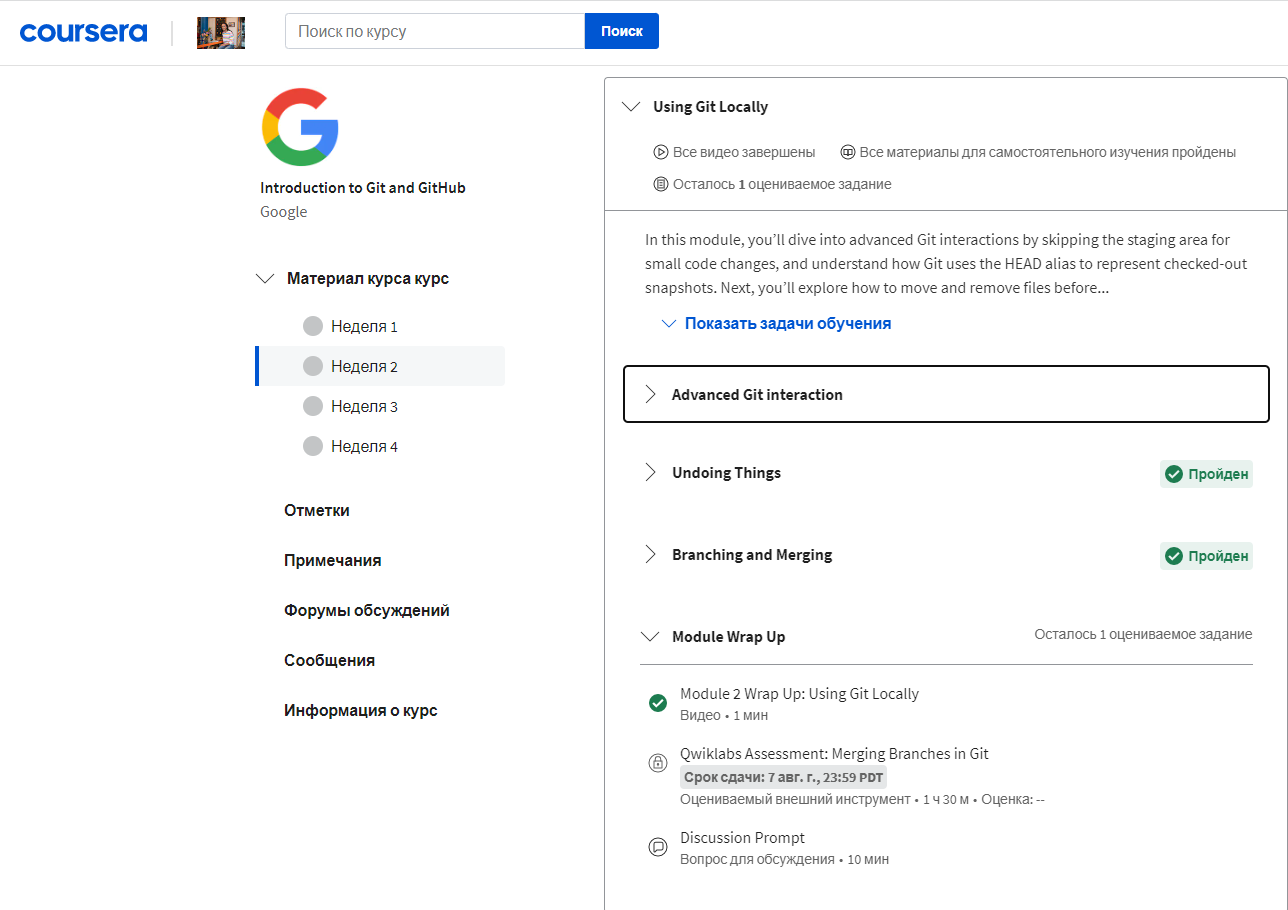 coursera
Поиск по курсу
Поиск
Introduction to Git and GitHub
Google
Материал курса курс
Неделя 1
Неделя 2
Неделя 3
Неделя 4
Отметки
Примечания
Форумы обсуждений
Сообщения
Информация о курс
Using Git Locally
Все видео завершены
Все материалы для самостоятельного изучения пройдены
Осталось 1 оцениваемое задание
In this module, you’ll dive into advanced Git interactions by skipping the staging area for
small code changes, and understand how Git uses the HEAD alias to represent checked-out
snapshots. Next, you’ll explore how to move and remove files before...
Показать задачи обучения
Advanced Git interaction
Undoing Things
Пройден
Branching and Merging
Пройден
Module Wrap Up
Осталось 1 оцениваемое задание
Module 2 Wrap Up: Using Git Locally
Видео • 1 мин
Qwiklabs Assessment: Merging Branches in Git
Срок сдачи: 7 авг. г., 23:59 PDT
Оцениваемый внешний инструмент • 1 ч 30 м • Оценка: --
Discussion Prompt
Вопрос для обсуждения • 10 мин